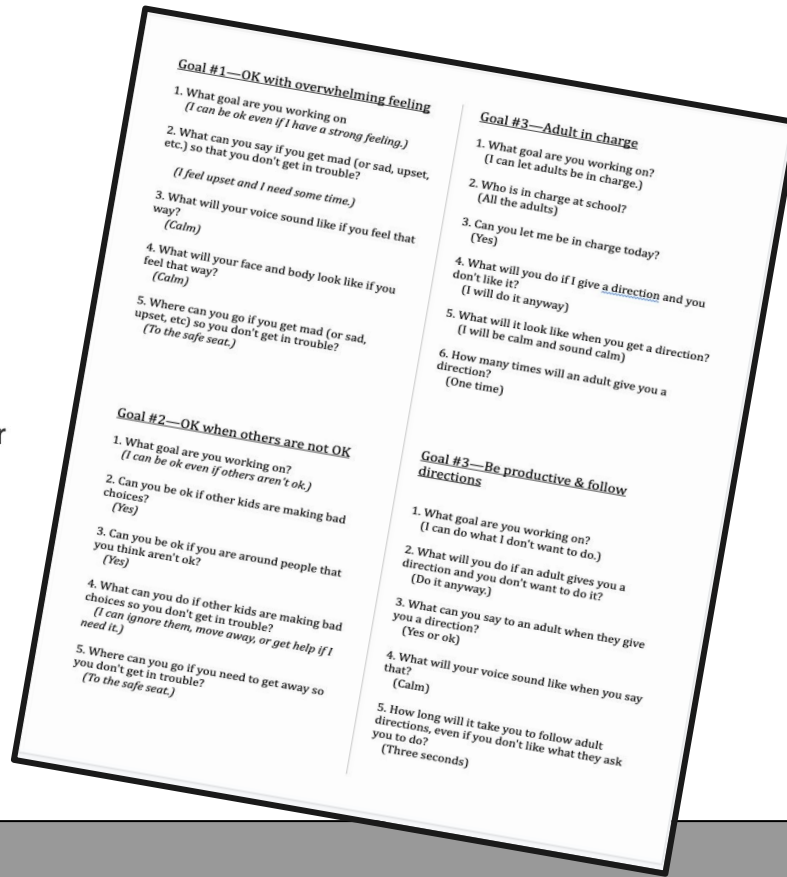 Goal #1—OK with overwhelming feeling
1. What goal are you working on
(I can be ok even if I have a strong feeling.)
2. What can you say if you get mad (or sad, upset,
etc.) so that you don't get in trouble?
(I feel upset and I need some time.)
3. What will your voice sound like if you feel that
way?
(Calm)
4. What will your face and body look like if you
feel that way?
(Calm)
5. Where can you go if you get mad (or sad,
upset, etc) so you don't get in trouble?
(To the safe seat.)
Goal #2—OK when others are not OK
1. What goal are you working on?
(I can be ok even if others aren't ok.)
2. Can you be ok if other kids are making bad
choices?
(Yes)
3. Can you be ok if you are around people that
you think aren't ok?
(Yes)
4. What can you do if other kids are making bad
choices so you don't get in trouble?
(I can ignore them, move away, or get help if I
need it.)
5. Where can you go if you need to get away so
you don't get in trouble?
(To the safe seat.)
Goal #3—Adult in charge
1. What goal are you working on?
(I can let adults be in charge.)
2. Who is in charge at school?
(All the adults)
3. Can you let me be in charge today?
(Yes)
4. What will you do if I give a direction and you
don't like it?
(I will do it anyway)
5. What will it look like when you get a direction?
(I will be calm and sound calm)
6. How many times will an adult give you a
direction?
(One time)
Goal #3—Be productive & follow
directions
1. What goal are you working on?
(I can do what I don't want to do.)
2. What will you do if an adult gives you a
direction and you don't want to do it?
(Do it anyway.)
3. What can you say to an adult when they give
you a direction?
(Yes or ok)
4. What will your voice sound like when you say
that?
(Calm)
5. How long will it take you to follow adult
directions, even if you don't like what they ask
you to do?
(Three seconds)